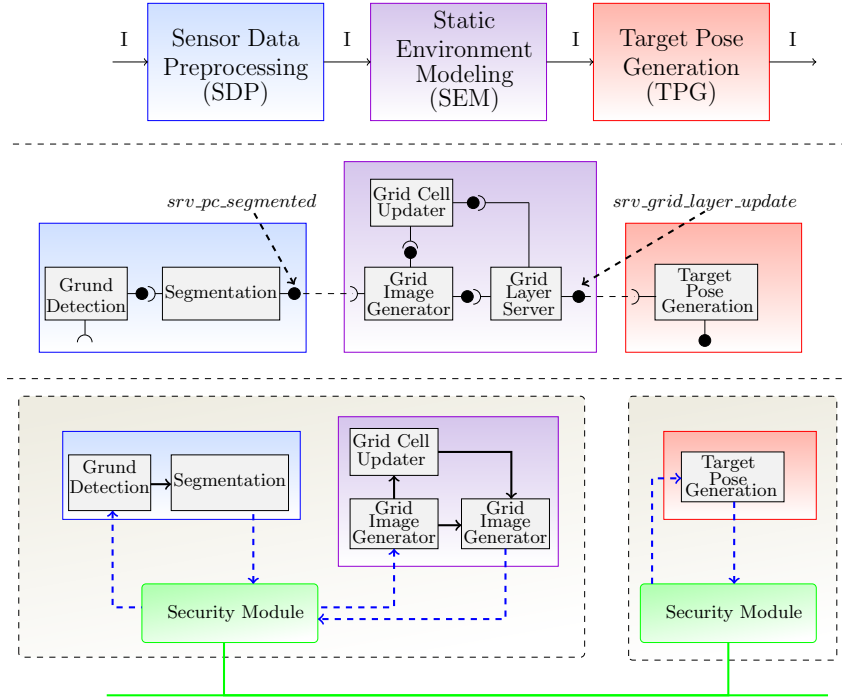 I
Sensor Data
Preprocessing
(SDP)
I
Static
Environment
Modeling
(SEM)
I
Target Pose
Generation
(TPG)
I
srv_pc_segmented
srv_grid_layer_update
Grund
Detection
Segmentation
Grid Cell
Updater
Grid
Image
Generator
Grid
Layer
Server
Target
Pose
Generation
Grund
Detection
Segmentation
Grid Cell
Updater
Grid
Image
Generator
Grid
Image
Generator
Target
Pose
Generation
Security Module
Security Module